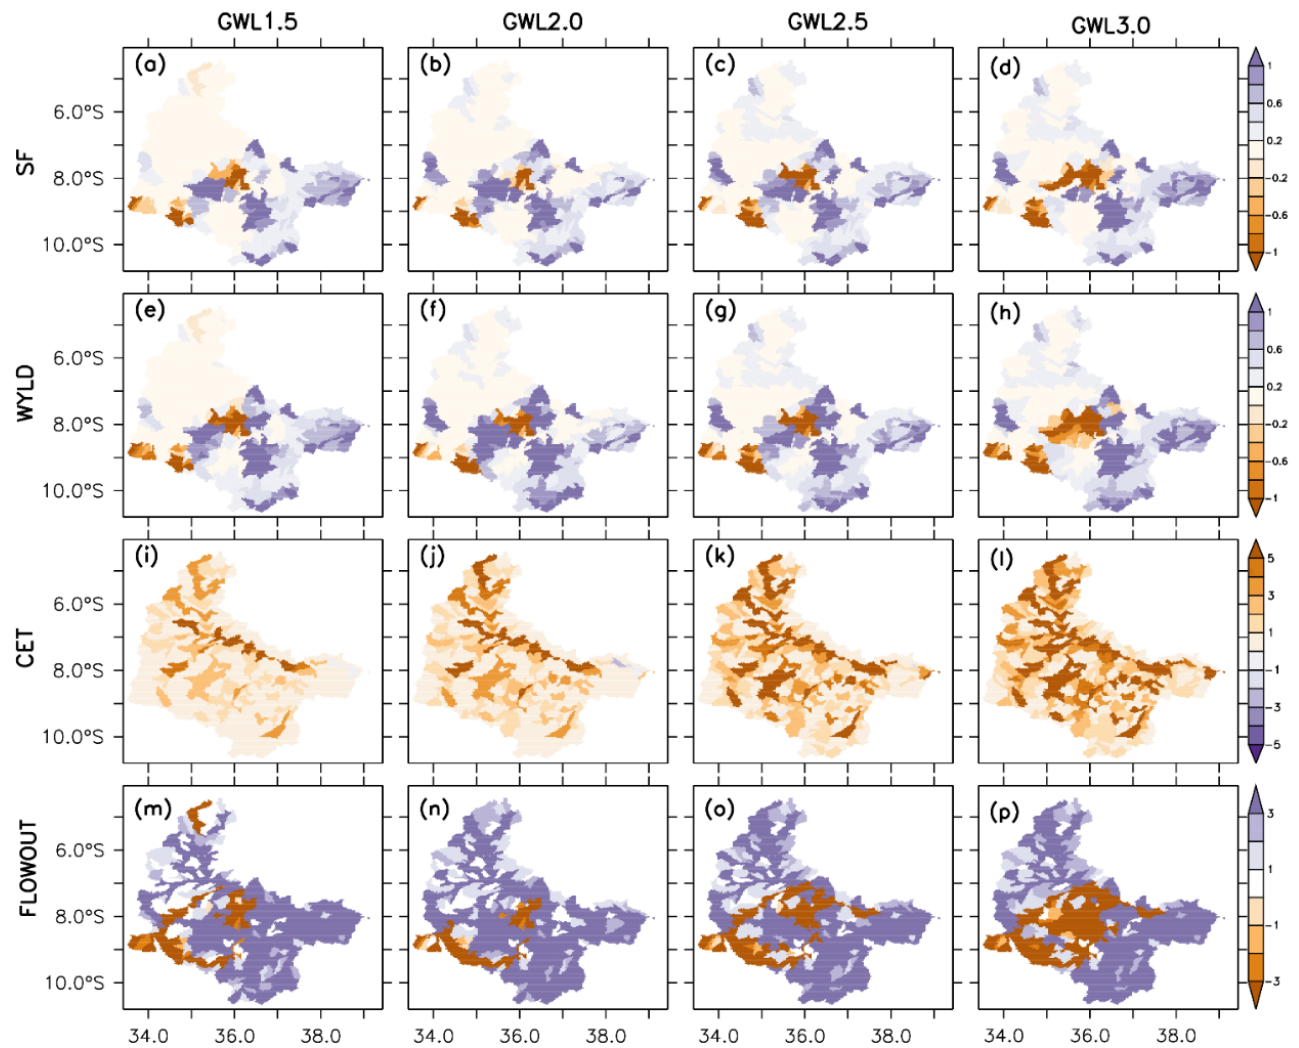 GWL1.5 GWL2.0 GWL2.5 GWL3.0
(a) (b) (c) (d)
SF
6.0°S
8.0°S
10.0°S
1
0.6
0.2
-0.2
-0.6
-1
(e) (f) (g) (h)
WYLD
6.0°S
8.0°S
10.0°S
1
0.6
0.2
-0.2
-0.6
-1
(i) (j) (k) (l)
CET
6.0°S
8.0°S
10.0°S
5
3
1
-1
-3
-5
(m) (n) (o) (p)
FLOWOUT
6.0°S
8.0°S
10.0°S
3
1
-1
-3
34.0 36.0 38.0 34.0 36.0 38.0 34.0 36.0 38.0 34.0 36.0 38.0